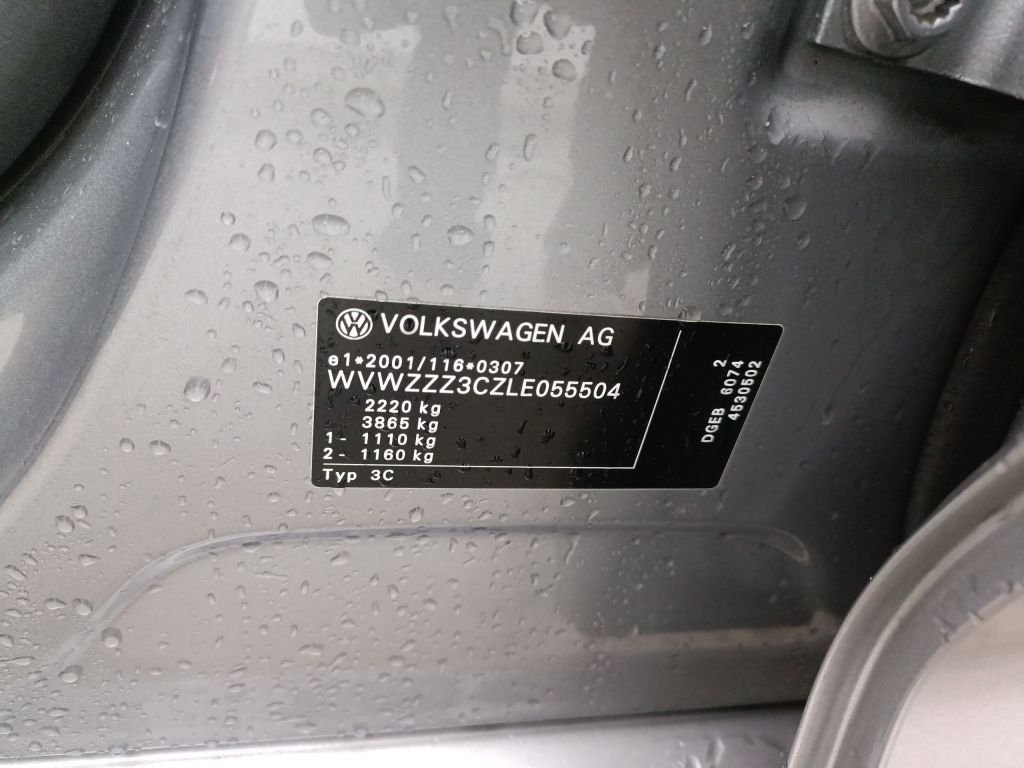 VOLKSWAGEN AG
e1*2001/116*0307
WVWZZZ3CZLE055504
2220 kg
3865 kg
1- 1110 kg
2- 1160 kg
Typ 3C
2
DGEB 6074
4530502